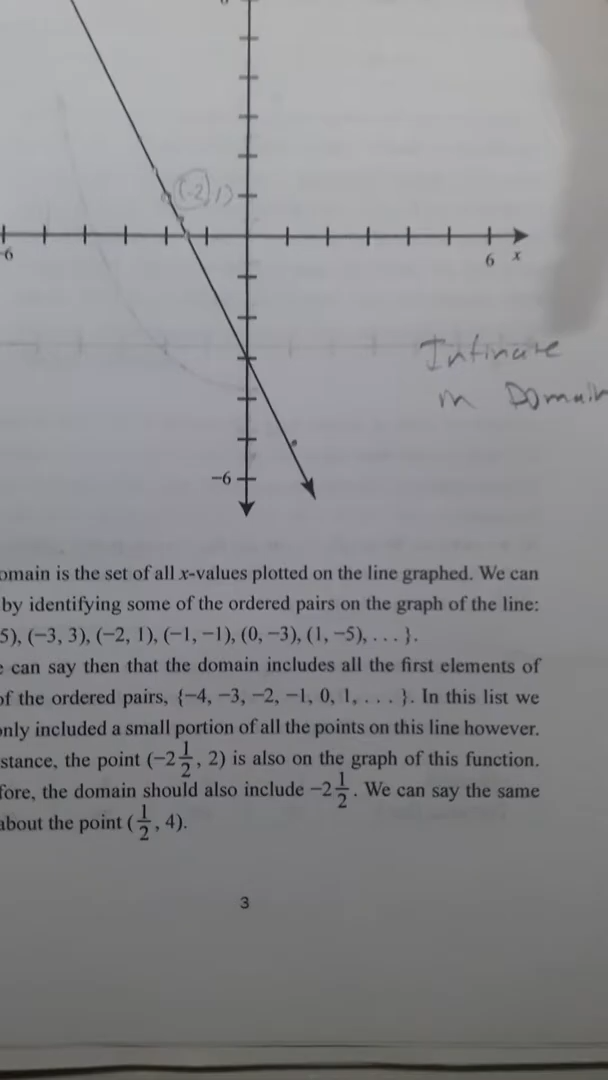 (-2, 1)
-6
6 x
Infinate
in Domain
-6
omain is the set of all x-values plotted on the line graphed. We can
by identifying some of the ordered pairs on the graph of the line:
5), (−3, 3), (−2, 1), (−1, −1), (0, −3), (1, −5), . . . }.
e can say then that the domain includes all the first elements of
of the ordered pairs, {−4, −3, −2, −1, 0, 1, . . . }. In this list we
only included a small portion of all the points on this line however.
stance, the point (−2 1/2, 2) is also on the graph of this function.
fore, the domain should also include −2 1/2. We can say the same
about the point (1/2, 4).
3